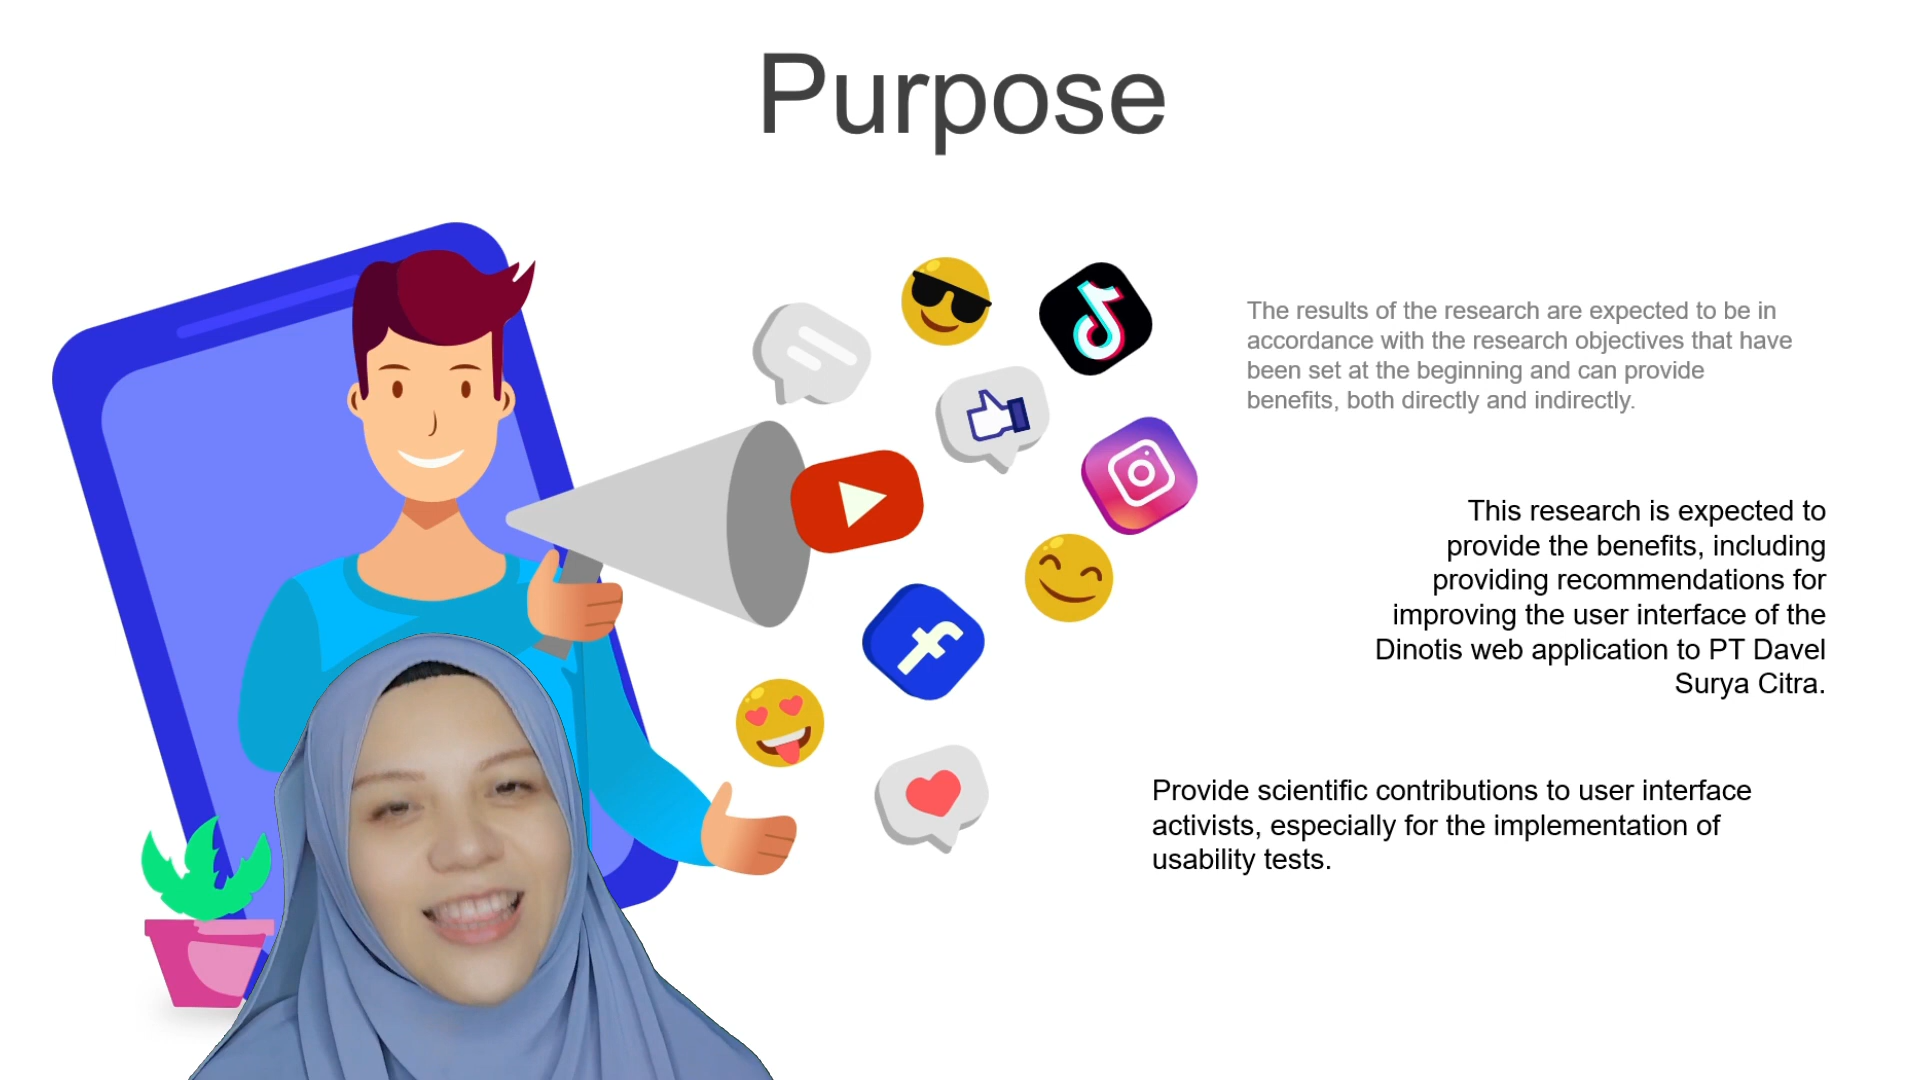 Purpose
The results of the research are expected to be in
accordance with the research objectives that have
been set at the beginning and can provide
benefits, both directly and indirectly.
This research is expected to
provide the benefits, including
providing recommendations for
improving the user interface of the
Dinotis web application to PT Davel
Surya Citra.
Provide scientific contributions to user interface
activists, especially for the implementation of
usability tests.